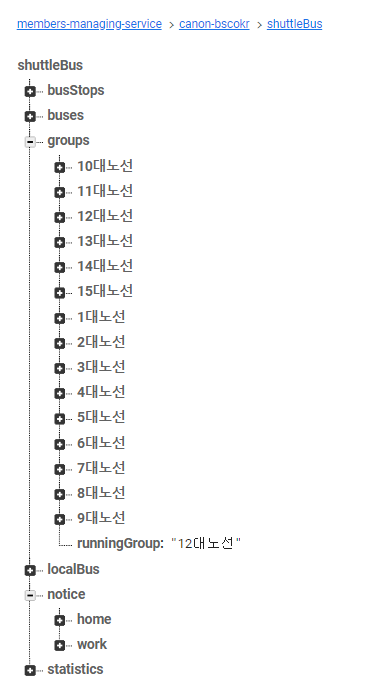 members-managing-service > canon-bscokr > shuttleBus
shuttleBus
busStops
buses
groups
10대노선
11대노선
12대노선
13대노선
14대노선
15대노선
1대노선
2대노선
3대노선
4대노선
5대노선
6대노선
7대노선
8대노선
9대노선
runningGroup: "12대노선"
localBus
notice
home
work
statistics